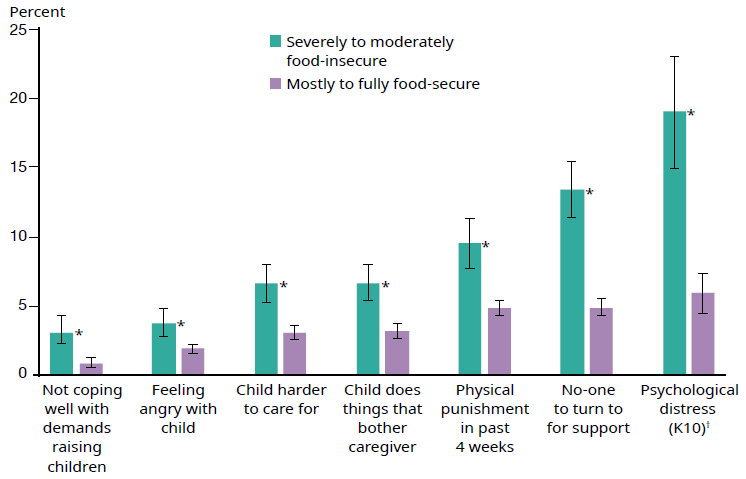 Percent
25
20
15
10
5
0
Severely to moderately
food-insecure
Mostly to fully food-secure
*
*
*
*
*
*
*
Not coping
well with
demands
raising
children
Feeling
angry with
child
Child harder
to care for
Child does
things that
bother
caregiver
Physical
punishment
in past
4 weeks
No-one
to turn to
for support
Psychological
distress
(K10)†